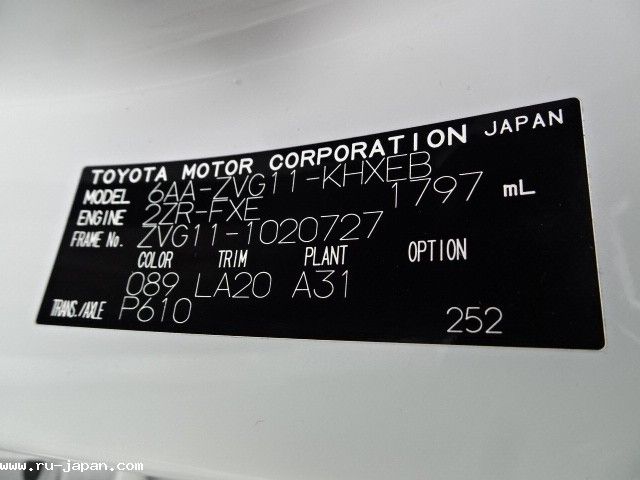 TOYOTA MOTOR CORPORATION JAPAN
MODEL 6AA-ZVG11-KHXEB
ENGINE 2ZR-FXE 1797 mL
FRAME No. ZVG11-1020727
COLOR TRIM PLANT OPTION
089 LA20 A31
TRANS./AXLE P610 252
www.ru-japan.com